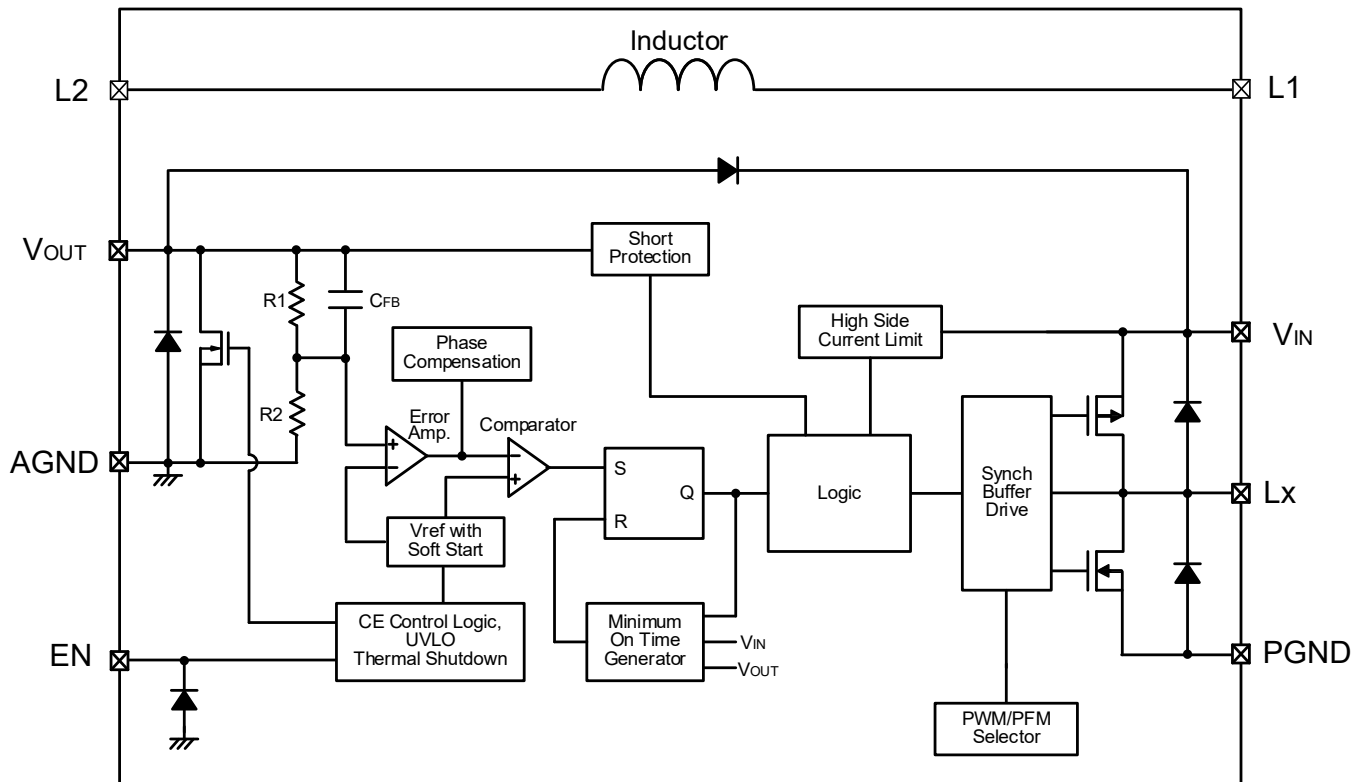 Inductor
L2
L1
VOUT
Short
Protection
R1
CFB
High Side
Current Limit
VIN
Phase
Compensation
R2
Error
Amp.
Comparator
+
−
−
+
AGND
S
Q
R
Logic
Synch
Buffer
Drive
Lx
Vref with
Soft Start
CE Control Logic,
UVLO
Thermal Shutdown
Minimum
On Time
Generator
VIN
VOUT
EN
PGND
PWM/PFM
Selector